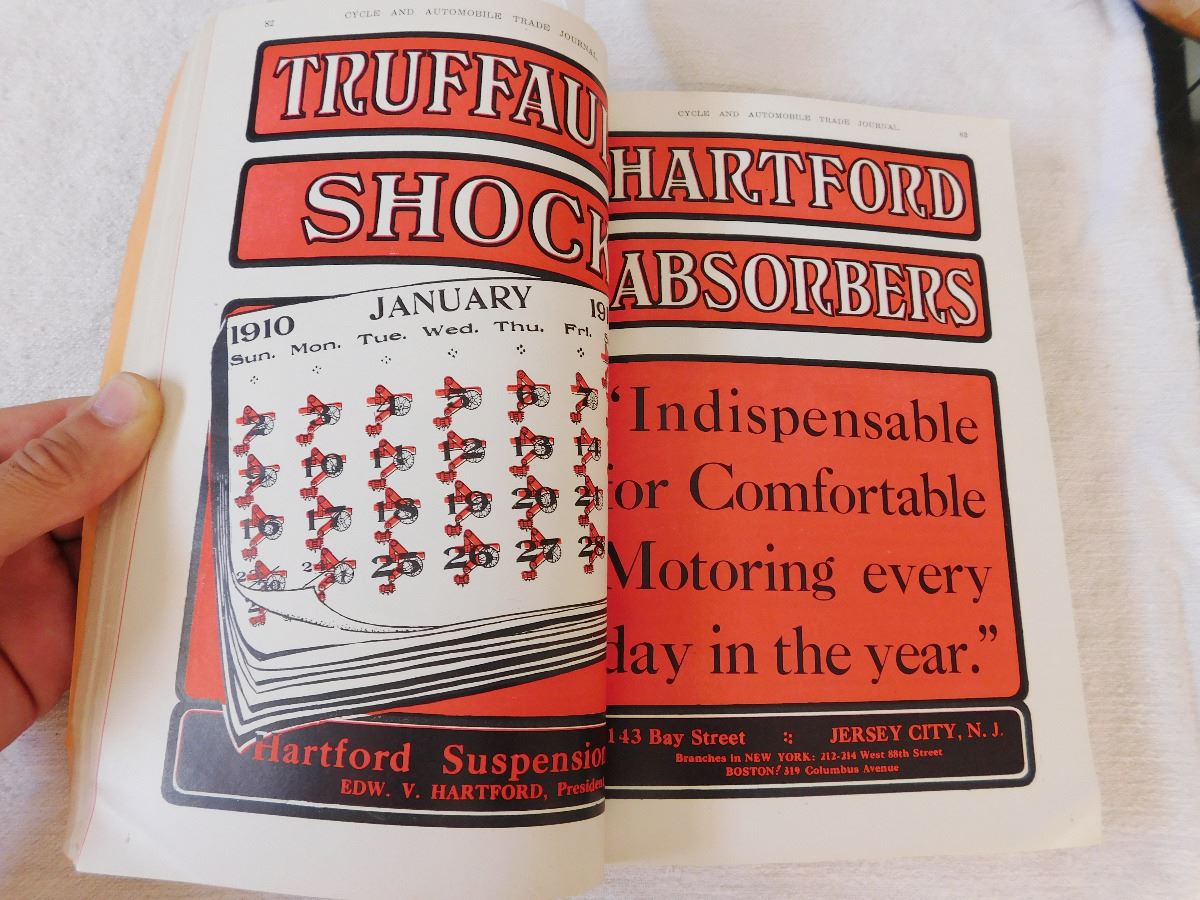 82
CYCLE AND AUTOMOBILE TRADE JOURNAL.
TRUFFAU
SHOCK
1910 JANUARY 19
Sun. Mon. Tue. Wed. Thu. Fri. S
2 3 4 5 6 7
9 10 11 12 13 14
16 17 18 19 20 21
25 26 27 28
30
Hartford Suspension
EDW. V. HARTFORD, President
CYCLE AND AUTOMOBILE TRADE JOURNAL.
83
HARTFORD
ABSORBERS
"Indispensable
for Comfortable
Motoring every
day in the year."
143 Bay Street :: JERSEY CITY, N. J.
Branches in NEW YORK: 212-214 West 88th Street
BOSTON: 319 Columbus Avenue